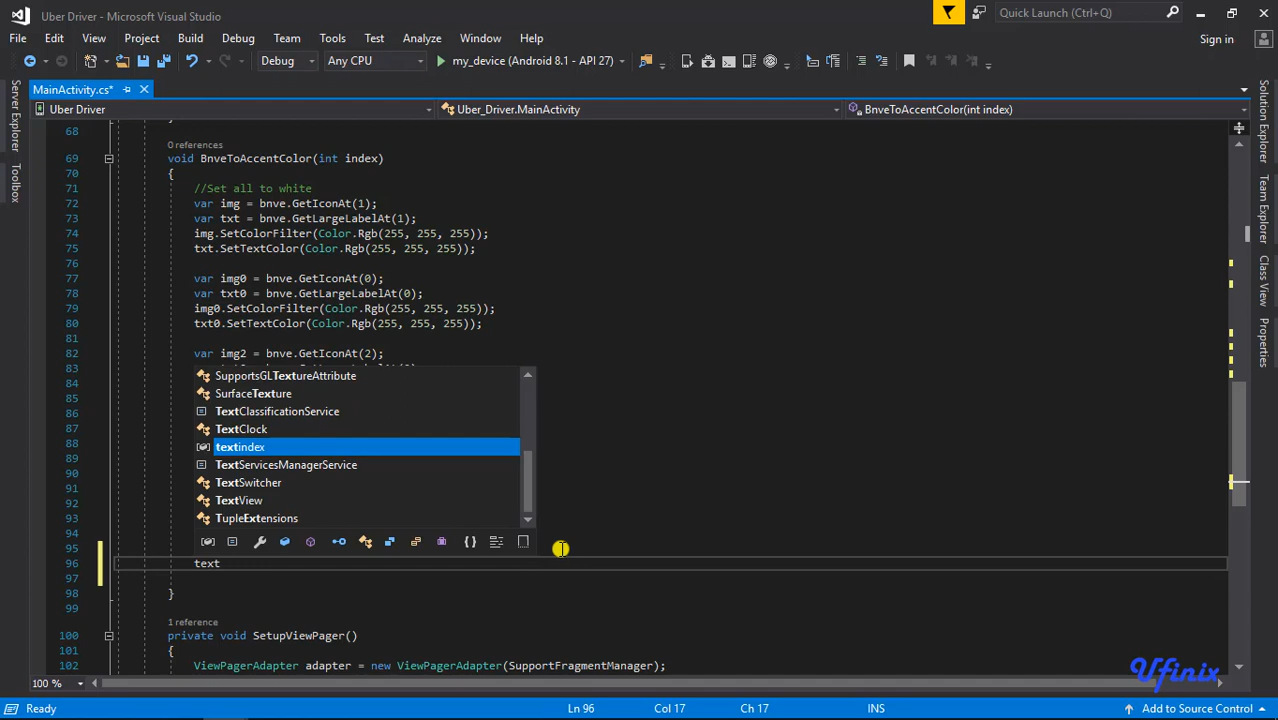 Uber Driver - Microsoft Visual Studio
Quick Launch (Ctrl+Q)
File Edit View Project Build Debug Team Tools Test Analyze Window Help
Sign in
Debug Any CPU my_device (Android 8.1 - API 27)
MainActivity.cs*
Uber Driver Uber_Driver.MainActivity BnveToAccentColor(int index)
Server Explorer
Toolbox
Solution Explorer
Team Explorer
Class View
Properties
68
0 references
69 void BnveToAccentColor(int index)
70 {
71 //Set all to white
72 var img = bnve.GetIconAt(1);
73 var txt = bnve.GetLargeLabelAt(1);
74 img.SetColorFilter(Color.Rgb(255, 255, 255));
75 txt.SetTextColor(Color.Rgb(255, 255, 255));
76
77 var img0 = bnve.GetIconAt(0);
78 var txt0 = bnve.GetLargeLabelAt(0);
79 img0.SetColorFilter(Color.Rgb(255, 255, 255));
80 txt0.SetTextColor(Color.Rgb(255, 255, 255));
81
82 var img2 = bnve.GetIconAt(2);
83
84 SupportsGLTextureAttribute
85 SurfaceTexture
86 TextClassificationService
87 TextClock
88 textindex
89
90 TextServicesManagerService
91 TextSwitcher
92 TextView
93 TupleExtensions
94
95
96 text
97
98 }
99
1 reference
100 private void SetupViewPager()
101 {
102 ViewPagerAdapter adapter = new ViewPagerAdapter(SupportFragmentManager);
Ufinix
100 %
Ready Ln 96 Col 17 Ch 17 INS Add to Source Control